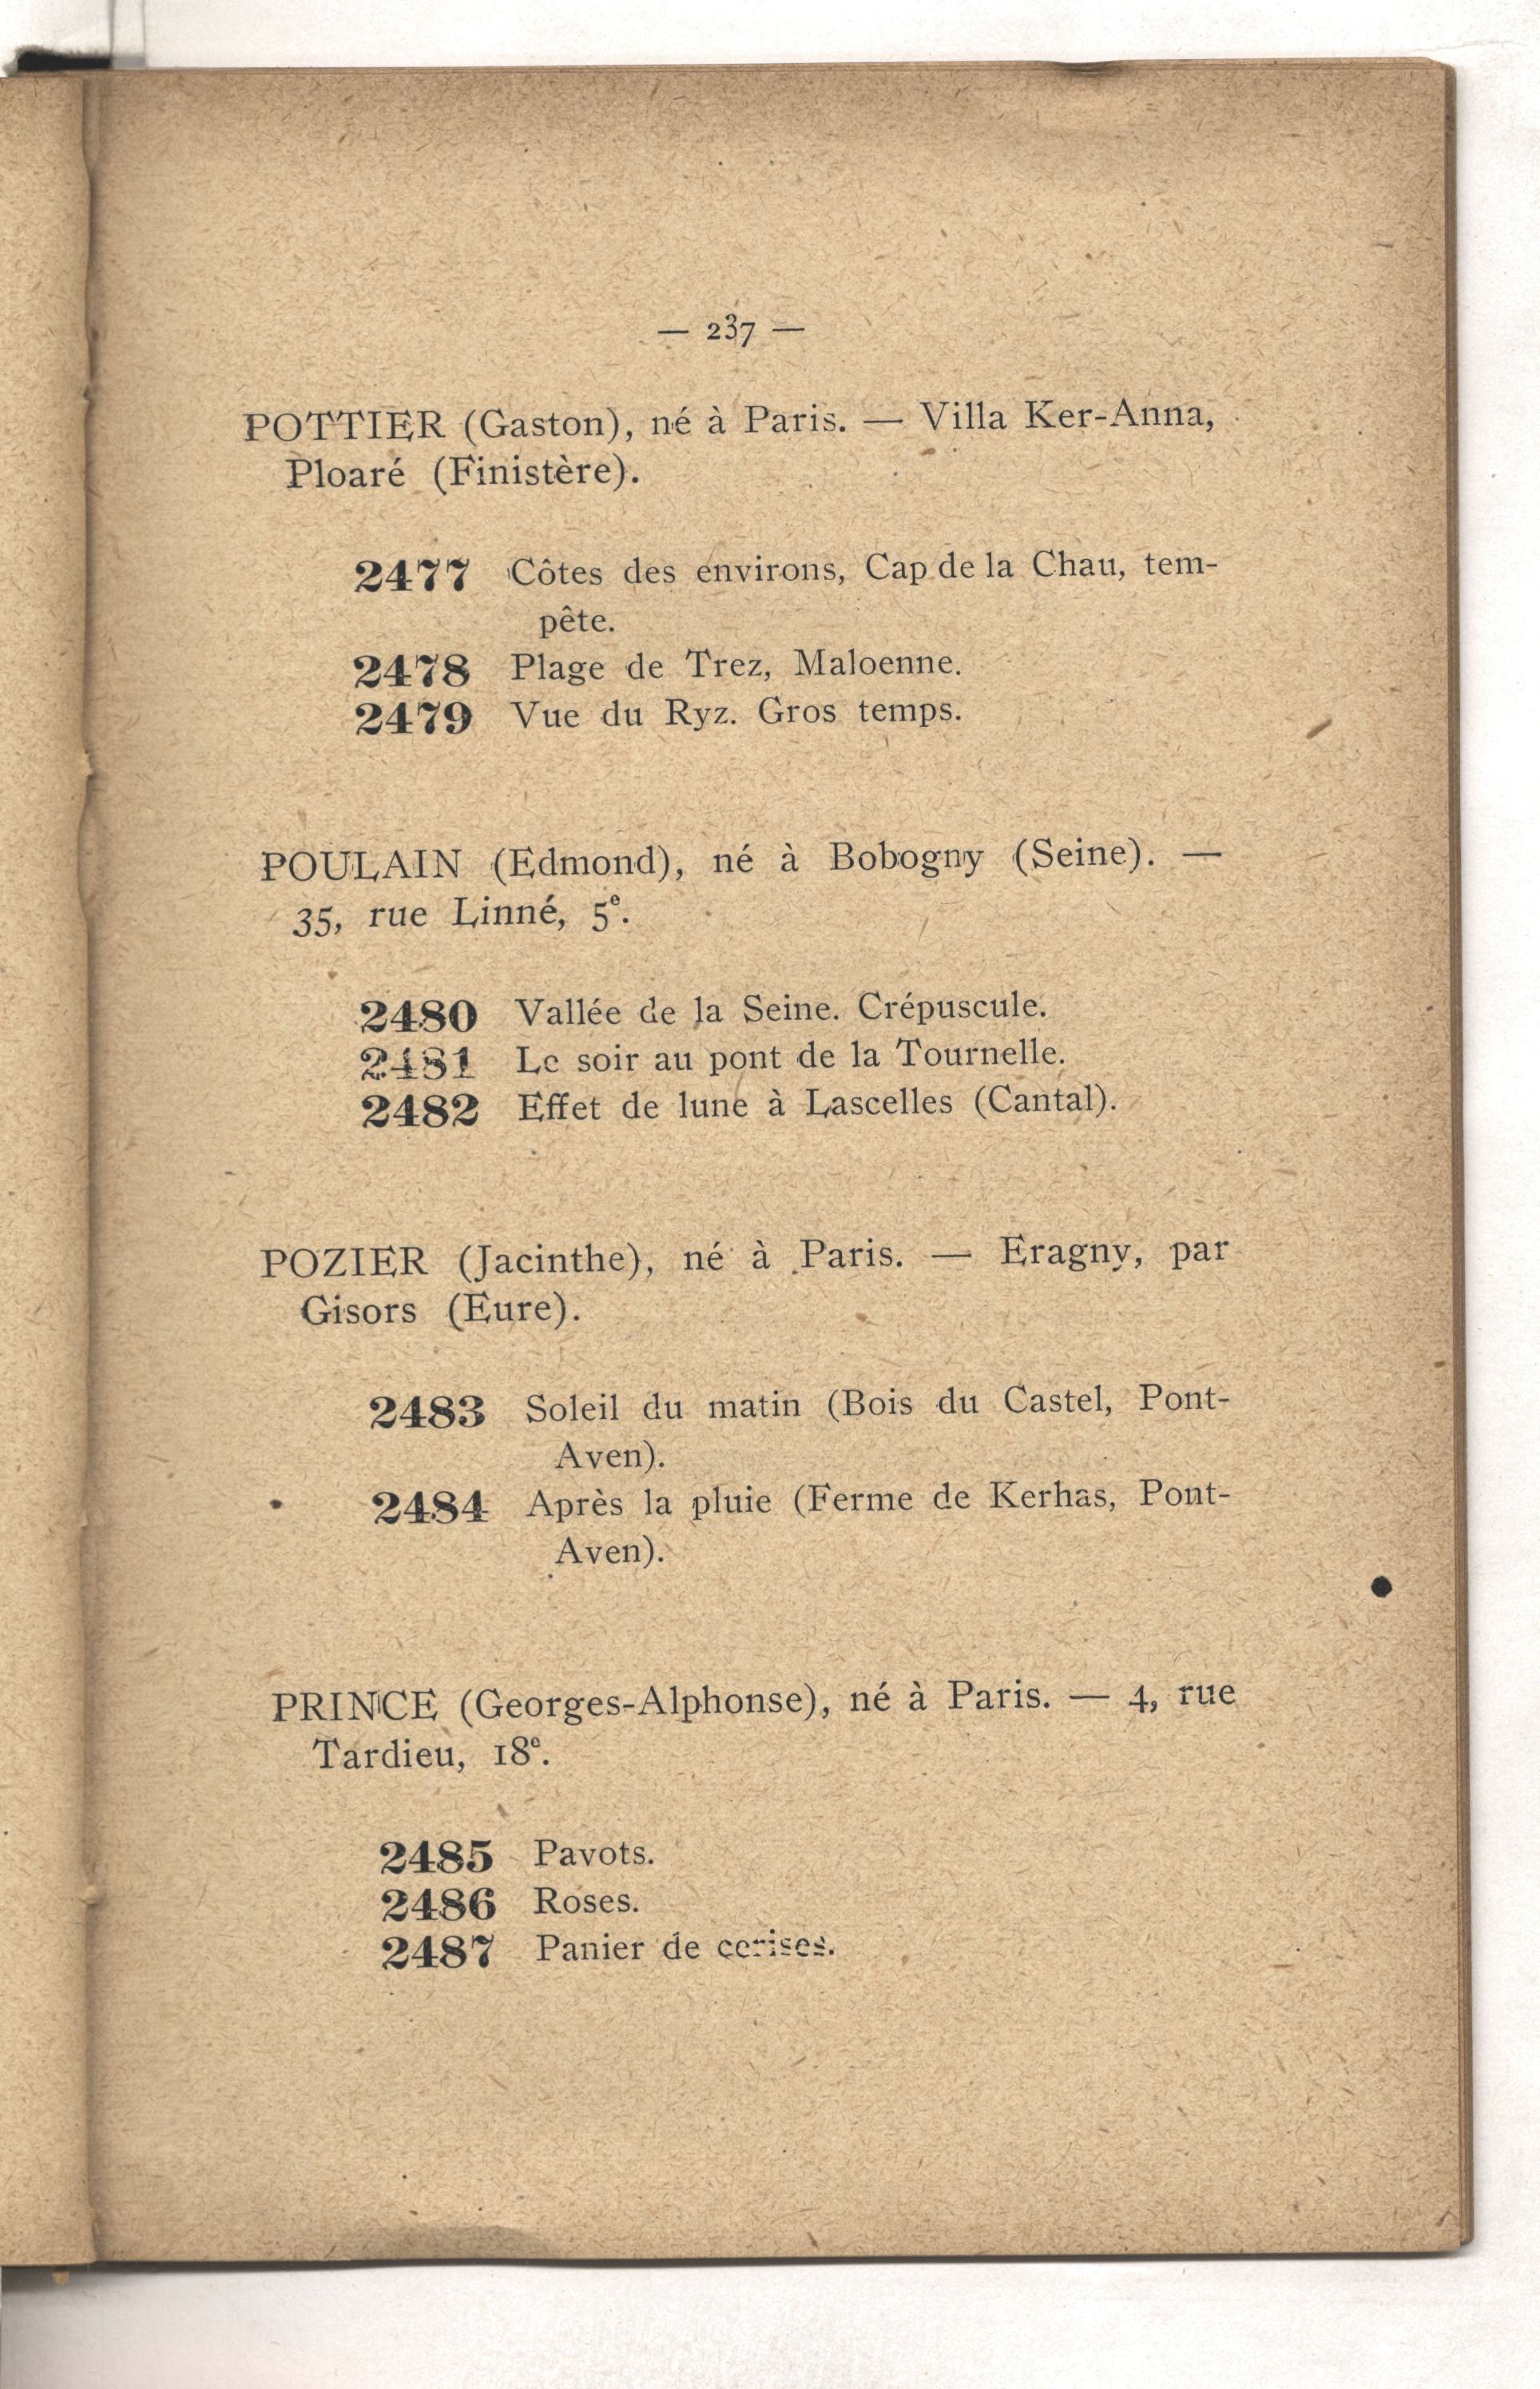 — 237 —
POTTIER (Gaston), né à Paris. — Villa Ker-Anna,
Ploaré (Finistère).
2477 Côtes des environs, Cap de la Chau, tem-
pête.
2478 Plage de Trez, Maloenne.
2479 Vue du Ryz. Gros temps.
POULAIN (Edmond), né à Bobogny (Seine). —
35, rue Linné, 5e.
2480 Vallée de la Seine. Crépuscule.
2481 Le soir au pont de la Tournelle.
2482 Effet de lune à Lascelles (Cantal).
POZIER (Jacinthe), né à Paris. — Eragny, par
Gisors (Eure).
2483 Soleil du matin (Bois du Castel, Pont-
Aven).
2484 Après la pluie (Ferme de Kerhas, Pont-
Aven).
PRINCE (Georges-Alphonse), né à Paris. — 4, rue
Tardieu, 18e.
2485 Pavots.
2486 Roses.
2487 Panier de cerises.